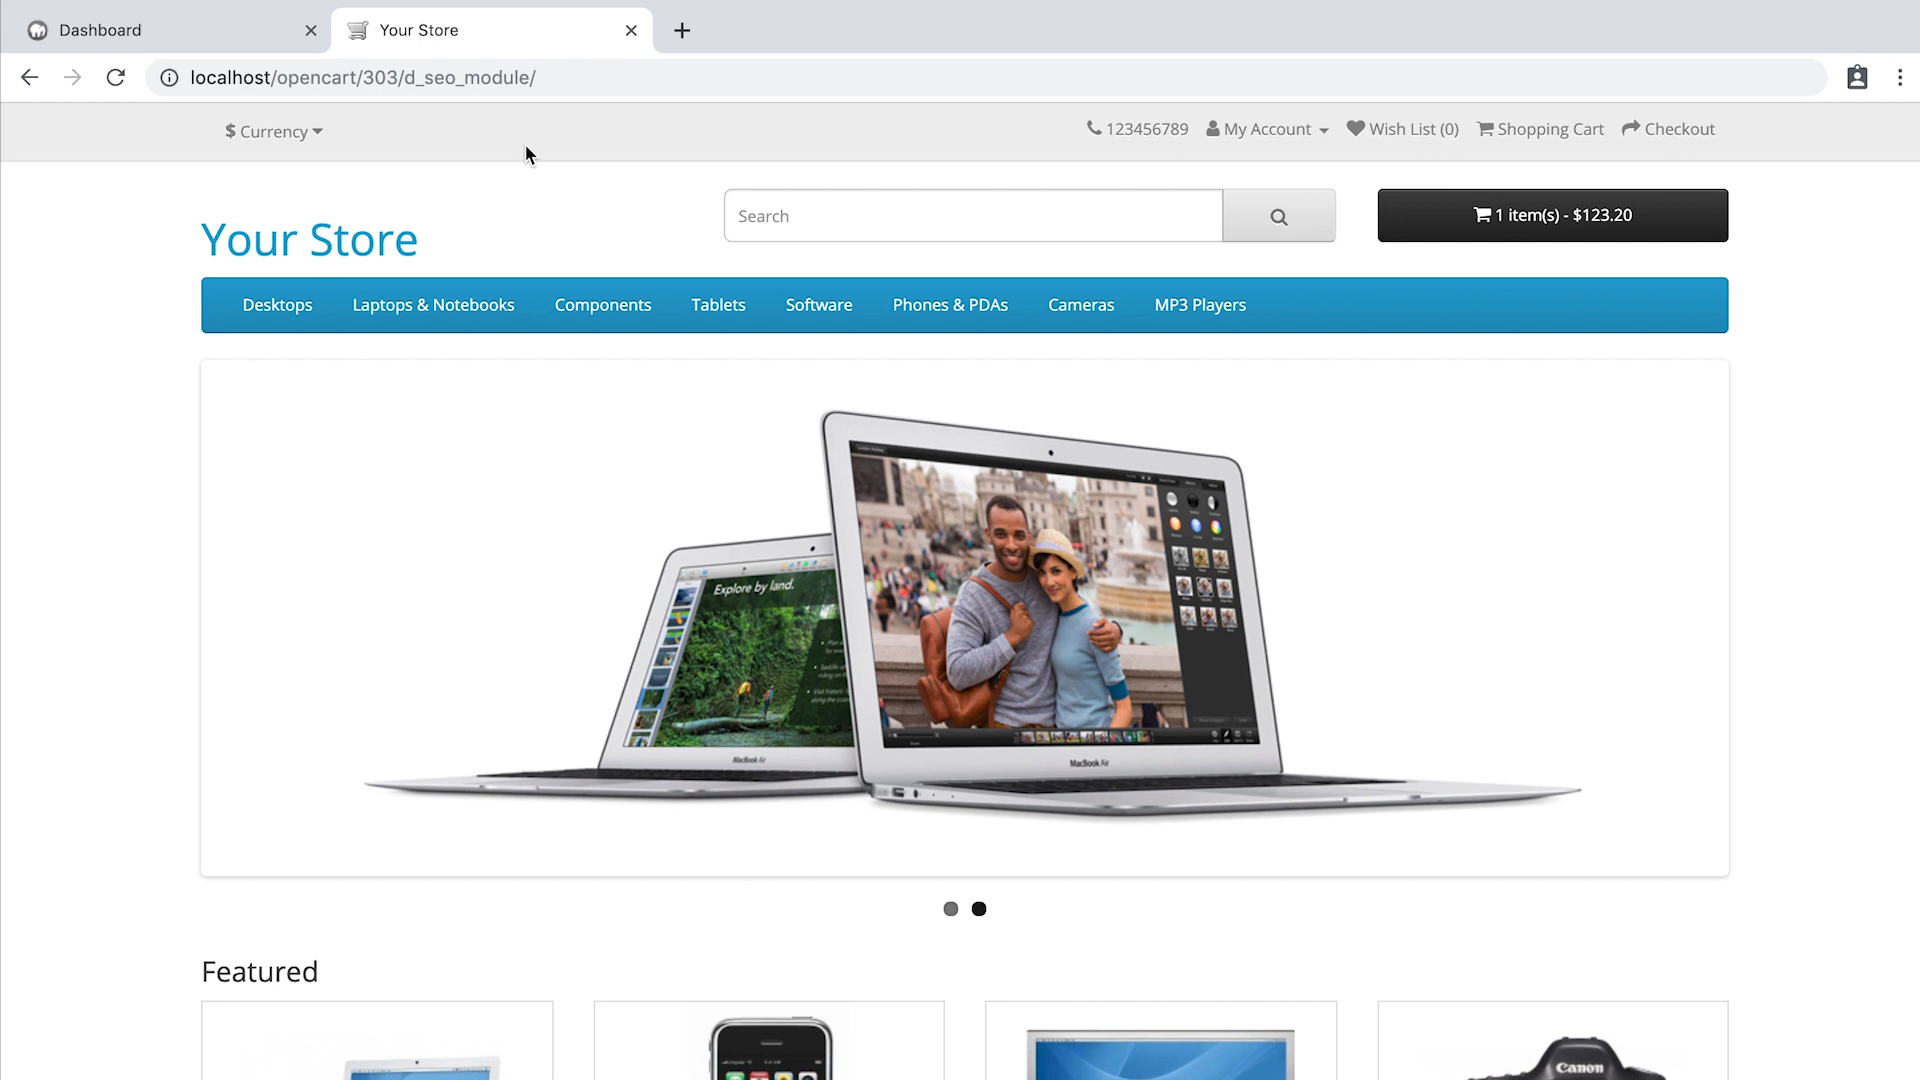 Dashboard
Your Store
localhost/opencart/303/d_seo_module/
$ Currency
123456789
My Account
Wish List (0)
Shopping Cart
Checkout
Your Store
Search
1 item(s) - $123.20
Desktops
Laptops & Notebooks
Components
Tablets
Software
Phones & PDAs
Cameras
MP3 Players
Explore by land.
MacBook Air
MacBook Air
Featured
Canon